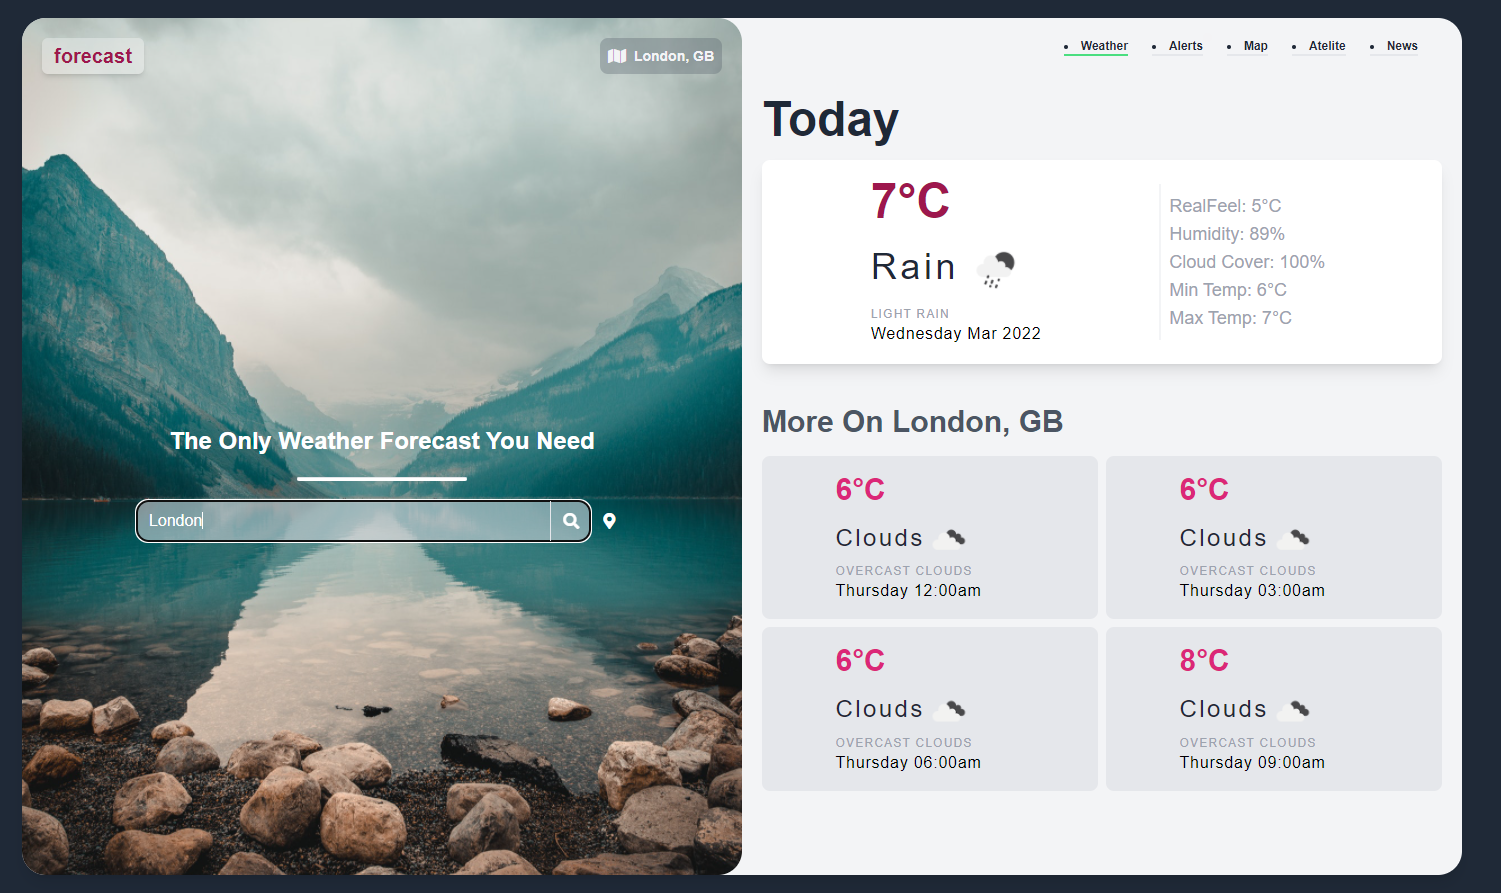 forecast
London, GB
The Only Weather Forecast You Need
London
Weather
Alerts
Map
Atelite
News
Today
7°C
Rain
LIGHT RAIN
Wednesday Mar 2022
RealFeel: 5°C
Humidity: 89%
Cloud Cover: 100%
Min Temp: 6°C
Max Temp: 7°C
More On London, GB
6°C
Clouds
OVERCAST CLOUDS
Thursday 12:00am
6°C
Clouds
OVERCAST CLOUDS
Thursday 03:00am
6°C
Clouds
OVERCAST CLOUDS
Thursday 06:00am
8°C
Clouds
OVERCAST CLOUDS
Thursday 09:00am